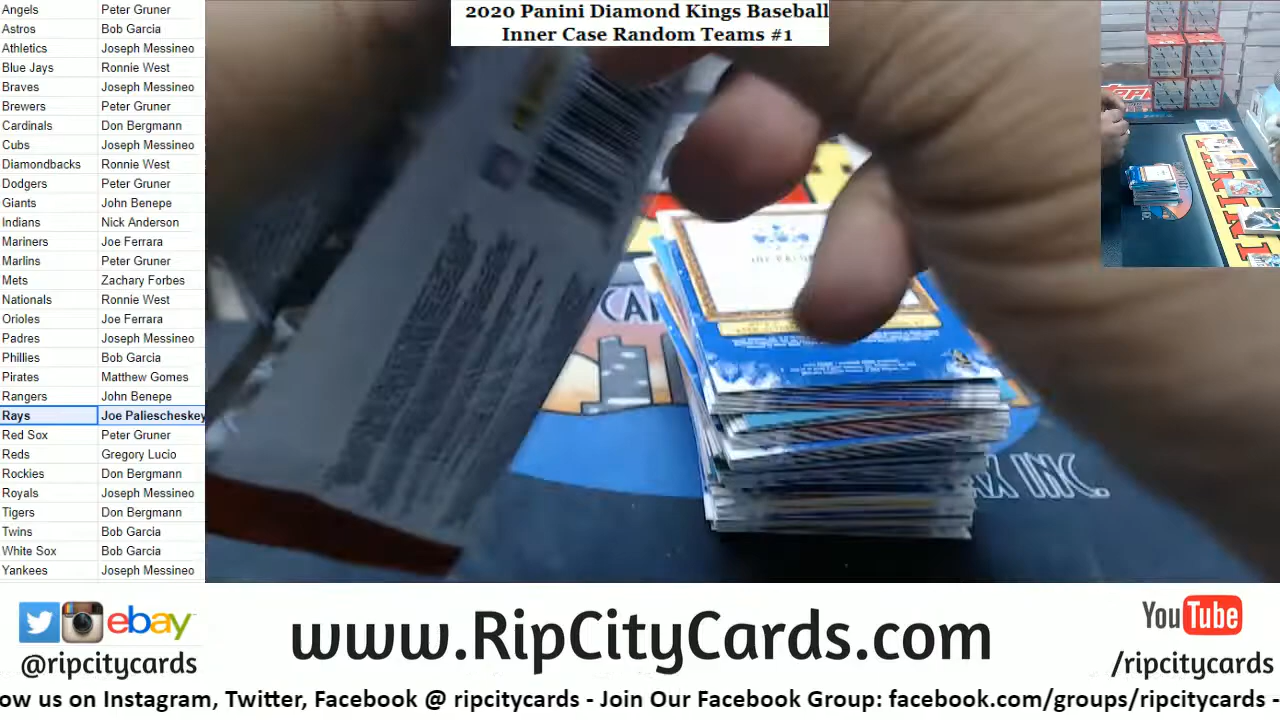 2020 Panini Diamond Kings Baseball
Inner Case Random Teams #1
Angels Peter Gruner
Astros Bob Garcia
Athletics Joseph Messineo
Blue Jays Ronnie West
Braves Joseph Messineo
Brewers Peter Gruner
Cardinals Don Bergmann
Cubs Joseph Messineo
Diamondbacks Ronnie West
Dodgers Peter Gruner
Giants John Benepe
Indians Nick Anderson
Mariners Joe Ferrara
Marlins Peter Gruner
Mets Zachary Forbes
Nationals Ronnie West
Orioles Joe Ferrara
Padres Joseph Messineo
Phillies Bob Garcia
Pirates Matthew Gomes
Rangers John Benepe
Rays Joe Paliescheskey
Red Sox Peter Gruner
Reds Gregory Lucio
Rockies Don Bergmann
Royals Joseph Messineo
Tigers Don Bergmann
Twins Bob Garcia
White Sox Bob Garcia
Yankees Joseph Messineo
INC.
ebay
@ripcitycards
www.RipCityCards.com
YouTube
/ripcitycards
ow us on Instagram, Twitter, Facebook @ ripcitycards - Join Our Facebook Group: facebook.com/groups/ripcitycards -